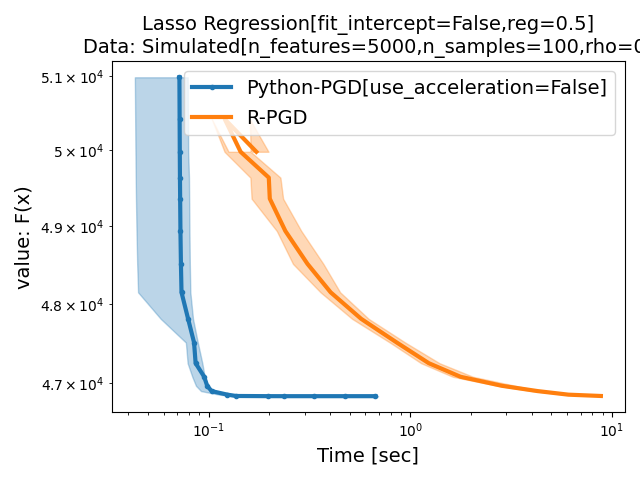 Lasso Regression[fit_intercept=False,reg=0.5]
Data: Simulated[n_features=5000,n_samples=100,rho=0
Python-PGD[use_acceleration=False]
R-PGD
value: F(x)
5.1 × 10⁴
5 × 10⁴
4.9 × 10⁴
4.8 × 10⁴
4.7 × 10⁴
10⁻¹
10⁰
10¹
Time [sec]